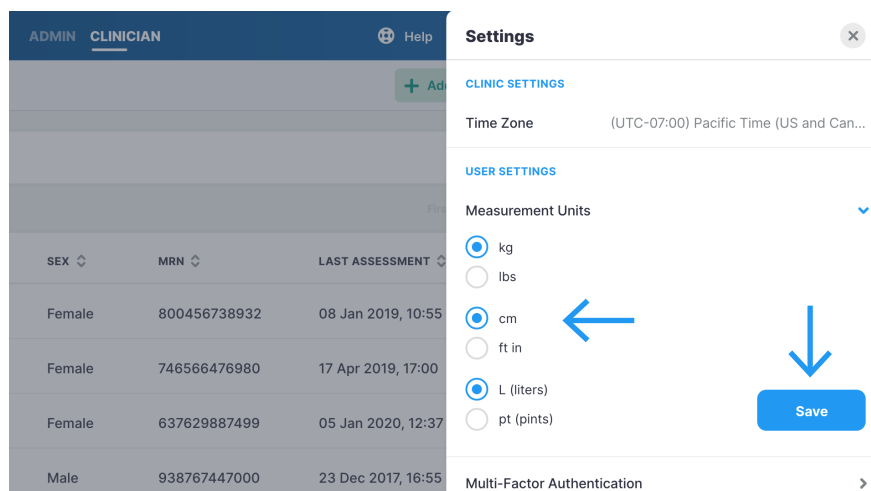 ADMIN CLINICIAN Help
Settings
Ad
CLINIC SETTINGS
Time Zone (UTC-07:00) Pacific Time (US and Can...
USER SETTINGS
Measurement Units
Fire
kg
lbs
cm
ft in
L (liters)
pt (pints)
Save
Multi-Factor Authentication
SEX MRN LAST ASSESSMENT
Female 800456738932 08 Jan 2019, 10:55
Female 746566476980 17 Apr 2019, 17:00
Female 637629887499 05 Jan 2020, 12:37
Male 938767447000 23 Dec 2017, 16:55